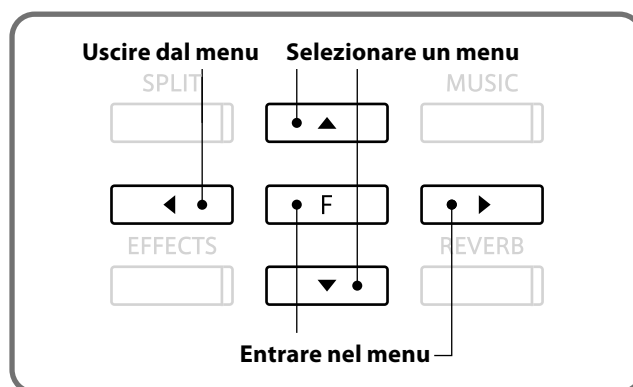 Uscire dal menu Selezionare un menu
SPLIT MUSIC
F
EFFECTS REVERB
Entrare nel menu